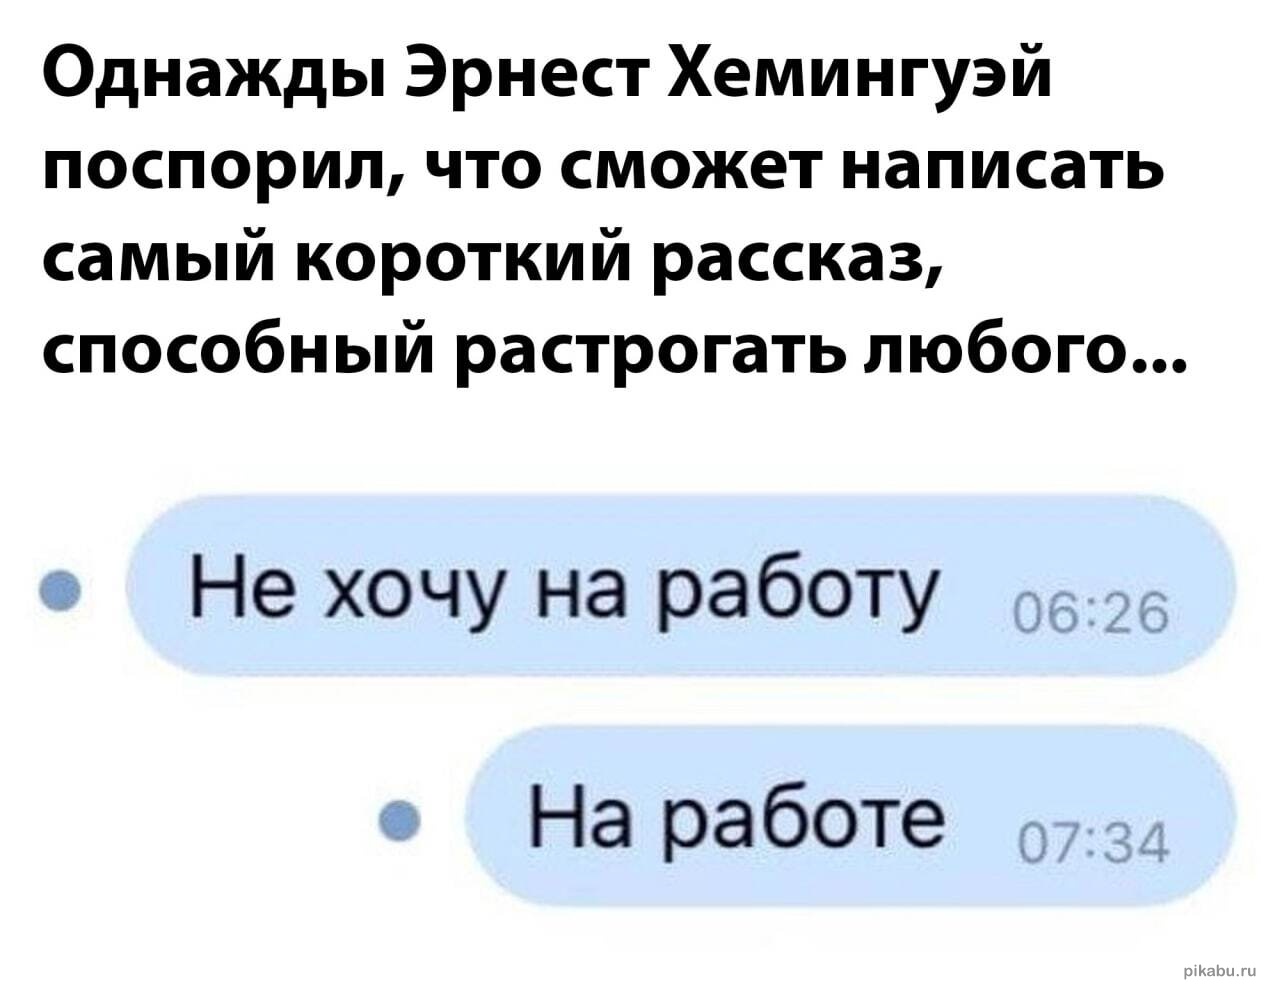 Однажды Эрнест Хемингуэй
поспорил, что сможет написать
самый короткий рассказ,
способный растрогать любого...
Не хочу на работу 06:26
На работе 07:34
pikabu.ru